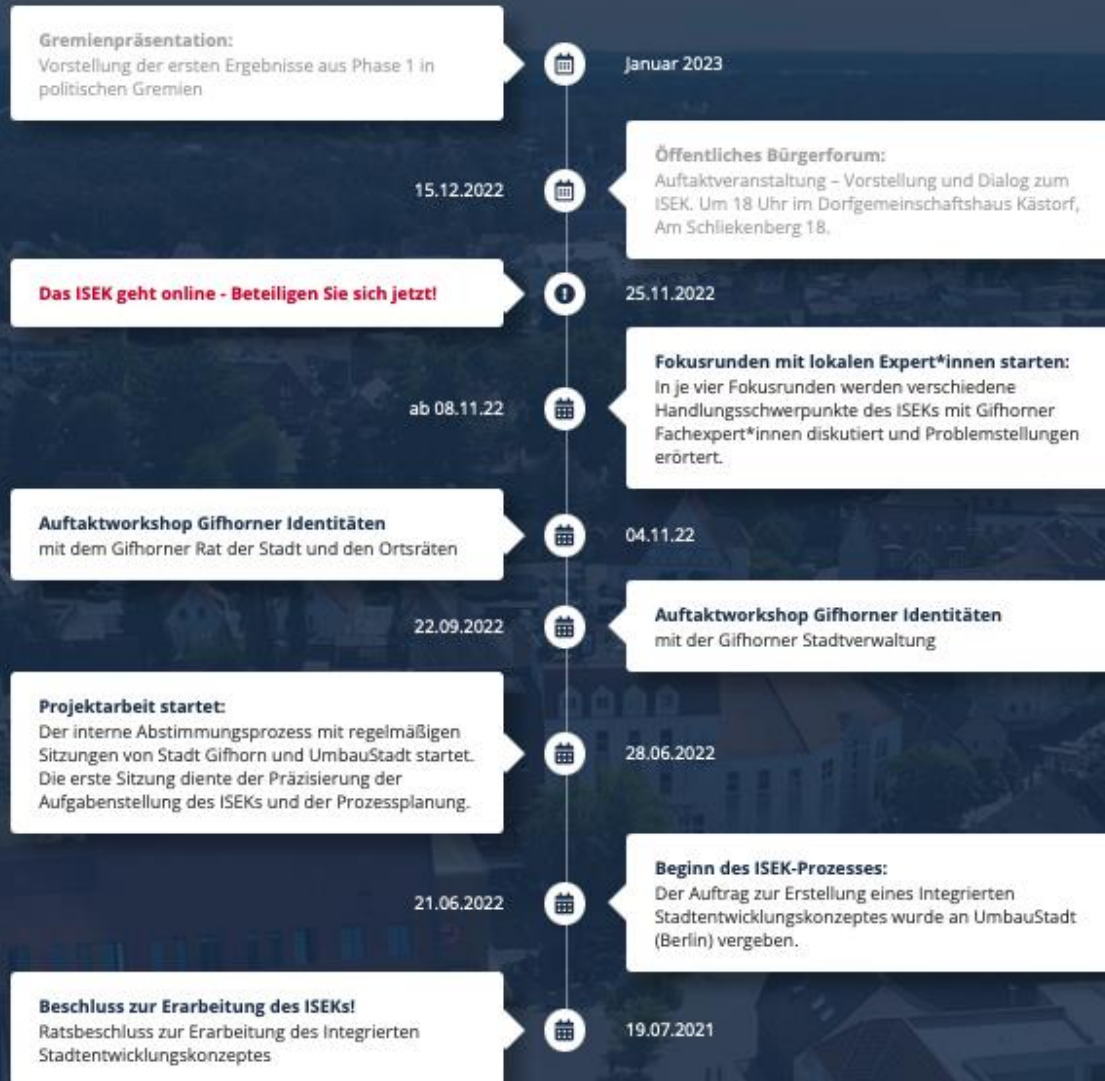 Gremienpräsentation:
Vorstellung der ersten Ergebnisse aus Phase 1 in
politischen Gremien
Januar 2023
15.12.2022
Öffentliches Bürgerforum:
Auftaktveranstaltung – Vorstellung und Dialog zum
ISEK. Um 18 Uhr im Dorfgemeinschaftshaus Kästorf,
Am Schliekenberg 18.
Das ISEK geht online - Beteiligen Sie sich jetzt!
25.11.2022
ab 08.11.22
Fokusrunden mit lokalen Expert*innen starten:
In je vier Fokusrunden werden verschiedene
Handlungsschwerpunkte des ISEKs mit Gifhorner
Fachexpert*innen diskutiert und Problemstellungen
erörtert.
Auftaktworkshop Gifhorner Identitäten
mit dem Gifhorner Rat der Stadt und den Ortsräten
04.11.22
22.09.2022
Auftaktworkshop Gifhorner Identitäten
mit der Gifhorner Stadtverwaltung
Projektarbeit startet:
Der interne Abstimmungsprozess mit regelmäßigen
Sitzungen von Stadt Gifhorn und UmbauStadt startet.
Die erste Sitzung diente der Präzisierung der
Aufgabenstellung des ISEKs und der Prozessplanung.
28.06.2022
21.06.2022
Beginn des ISEK-Prozesses:
Der Auftrag zur Erstellung eines Integrierten
Stadtentwicklungskonzeptes wurde an UmbauStadt
(Berlin) vergeben.
Beschluss zur Erarbeitung des ISEKs!
Ratsbeschluss zur Erarbeitung des Integrierten
Stadtentwicklungskonzeptes
19.07.2021